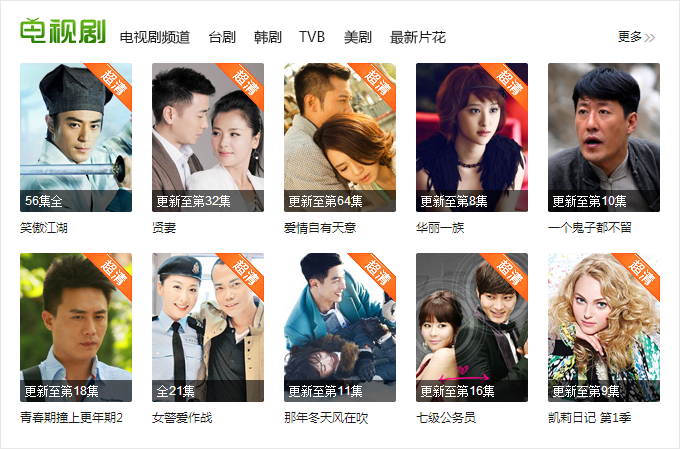 电视剧 电视剧频道 台剧 韩剧 TVB 美剧 最新片花 更多 >>
超清 超清 超清 超清
56集全 更新至第32集 更新至第64集 更新至第8集 更新至第10集
笑傲江湖 贤妻 爱情自有天意 华丽一族 一个鬼子都不留
超清 超清 超清 超清 超清
更新至第18集 全21集 更新至第11集 更新至第16集 更新至第9集
青春期撞上更年期2 女警爱作战 那年冬天风在吹 七级公务员 凯莉日记 第1季